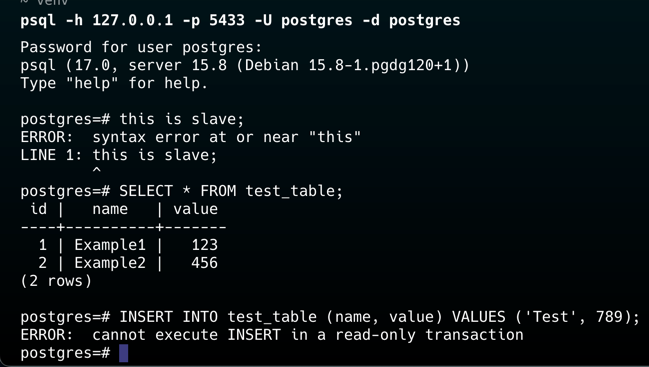 ~ venv
psql -h 127.0.0.1 -p 5433 -U postgres -d postgres
Password for user postgres:
psql (17.0, server 15.8 (Debian 15.8-1.pgdg120+1))
Type "help" for help.
postgres=# this is slave;
ERROR:  syntax error at or near "this"
LINE 1: this is slave;
        ^
postgres=# SELECT * FROM test_table;
 id |   name   | value
----+----------+-------
  1 | Example1 |   123
  2 | Example2 |   456
(2 rows)
postgres=# INSERT INTO test_table (name, value) VALUES ('Test', 789);
ERROR:  cannot execute INSERT in a read-only transaction
postgres=#